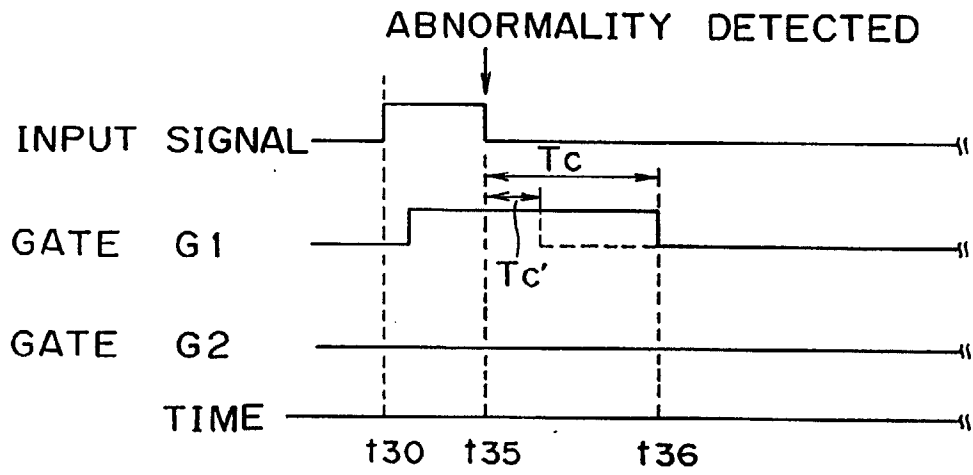 ABNORMALITY DETECTED
INPUT SIGNAL
Tc
GATE G1
Tc'
GATE G2
TIME
t30 t35 t36